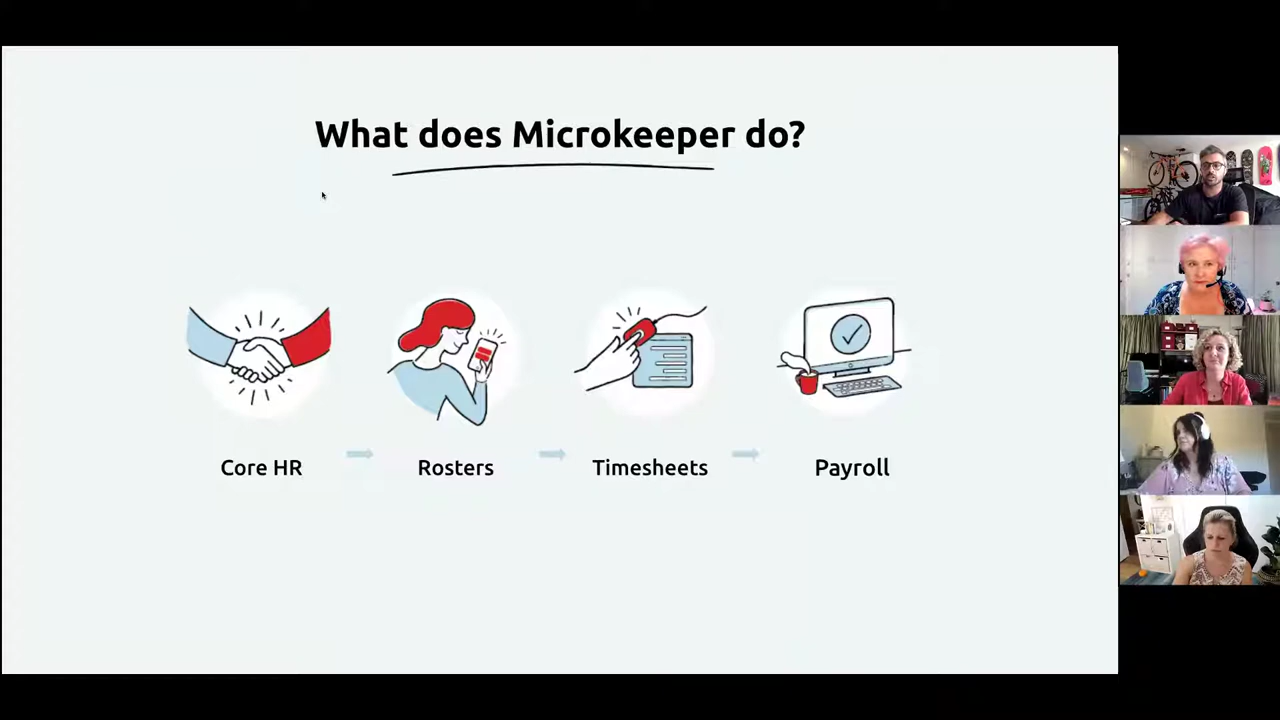 What does Microkeeper do?
Core HR
Rosters
Timesheets
Payroll